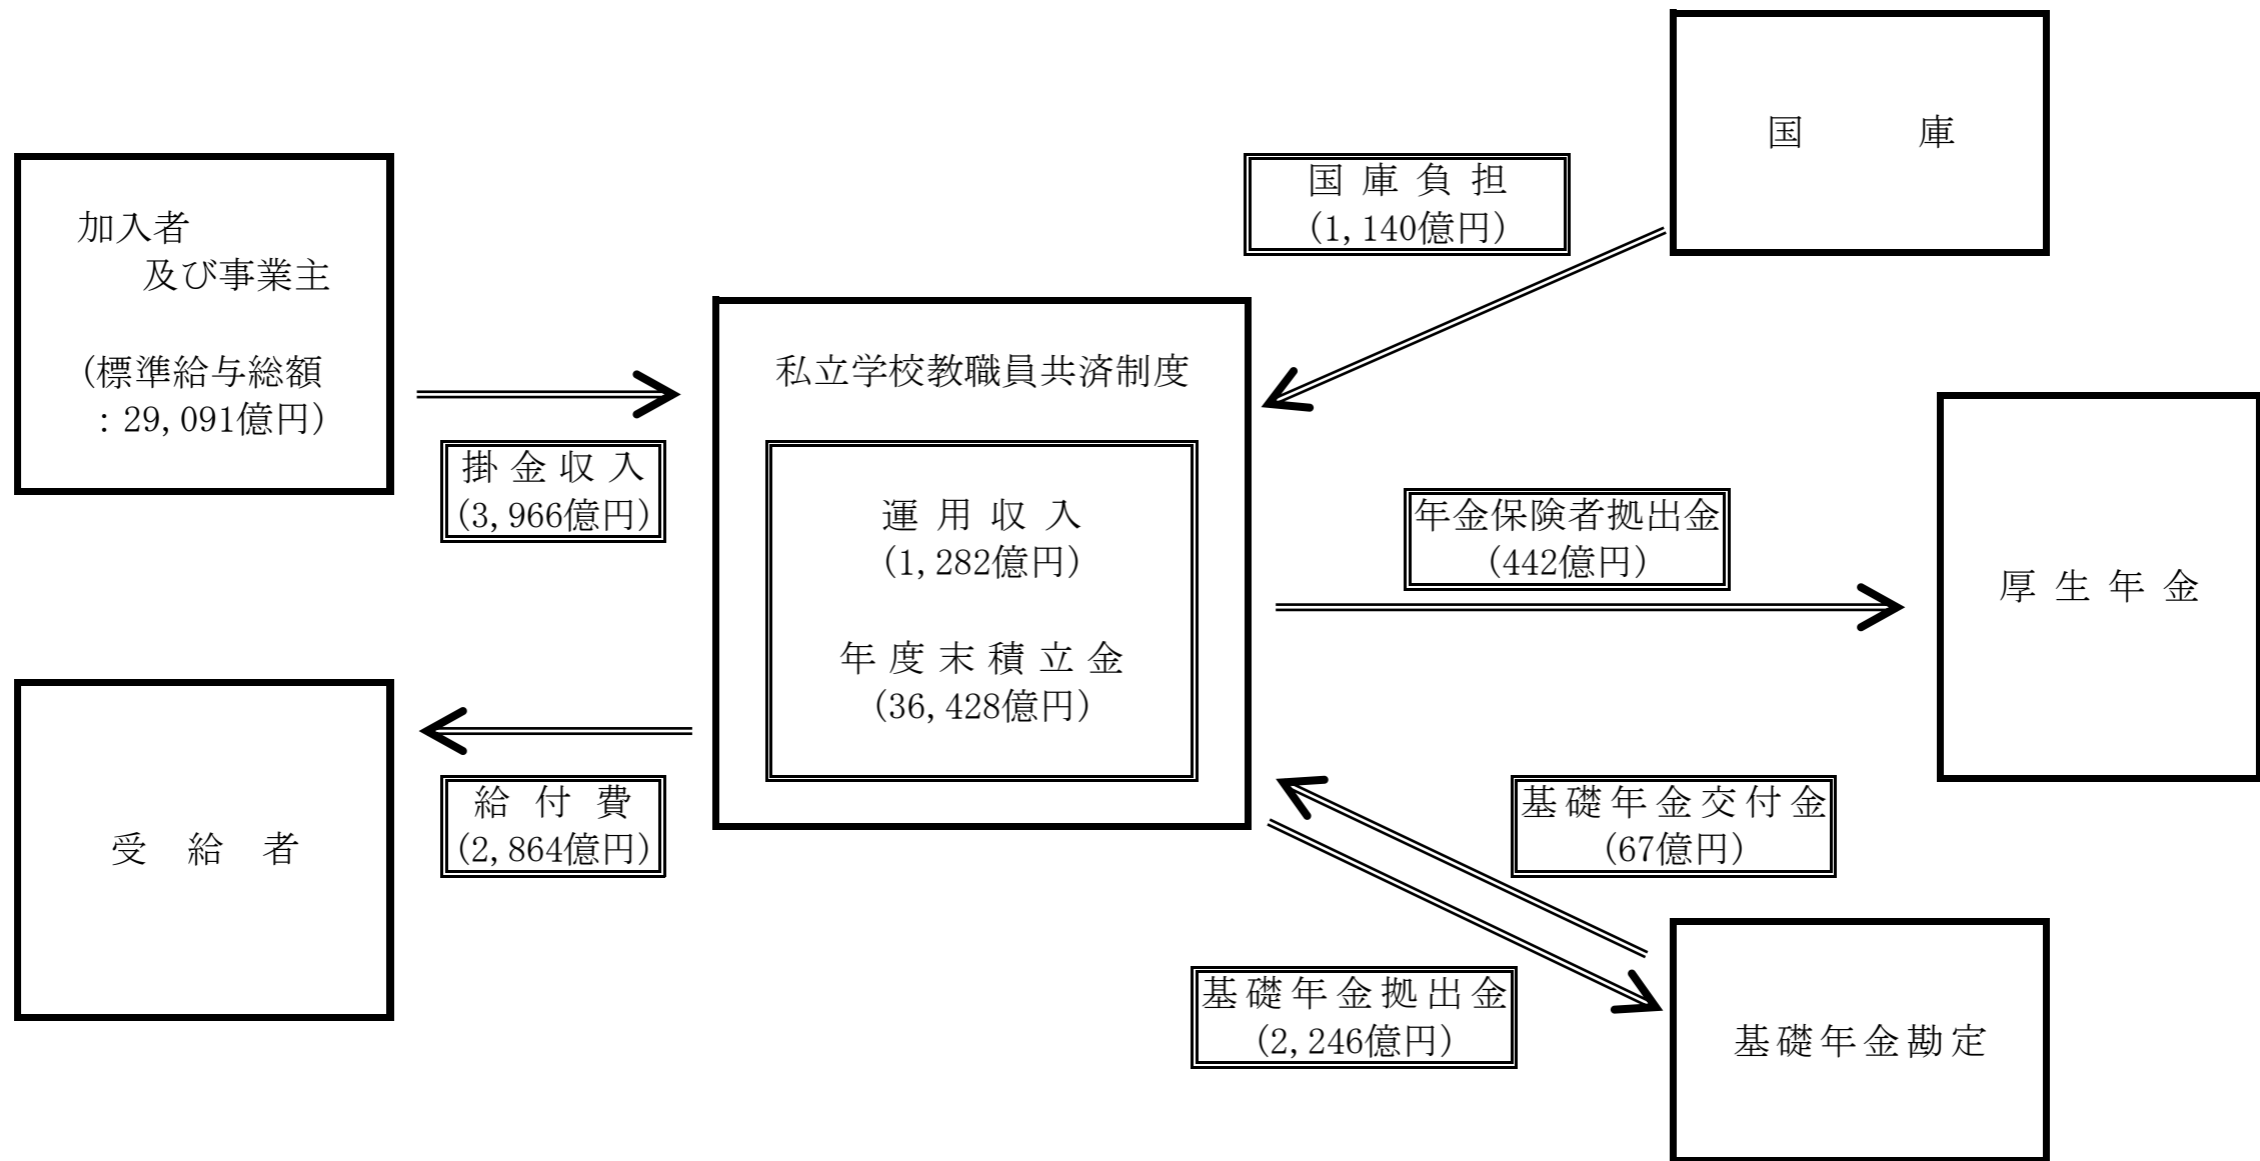 国庫
国庫負担
(1,140億円)
加入者
及び事業主
(標準給与総額
:29,091億円)
掛金収入
(3,966億円)
私立学校教職員共済制度
運用収入
(1,282億円)
年度末積立金
(36,428億円)
年金保険者拠出金
(442億円)
厚生年金
受給者
給付費
(2,864億円)
基礎年金交付金
(67億円)
基礎年金拠出金
(2,246億円)
基礎年金勘定